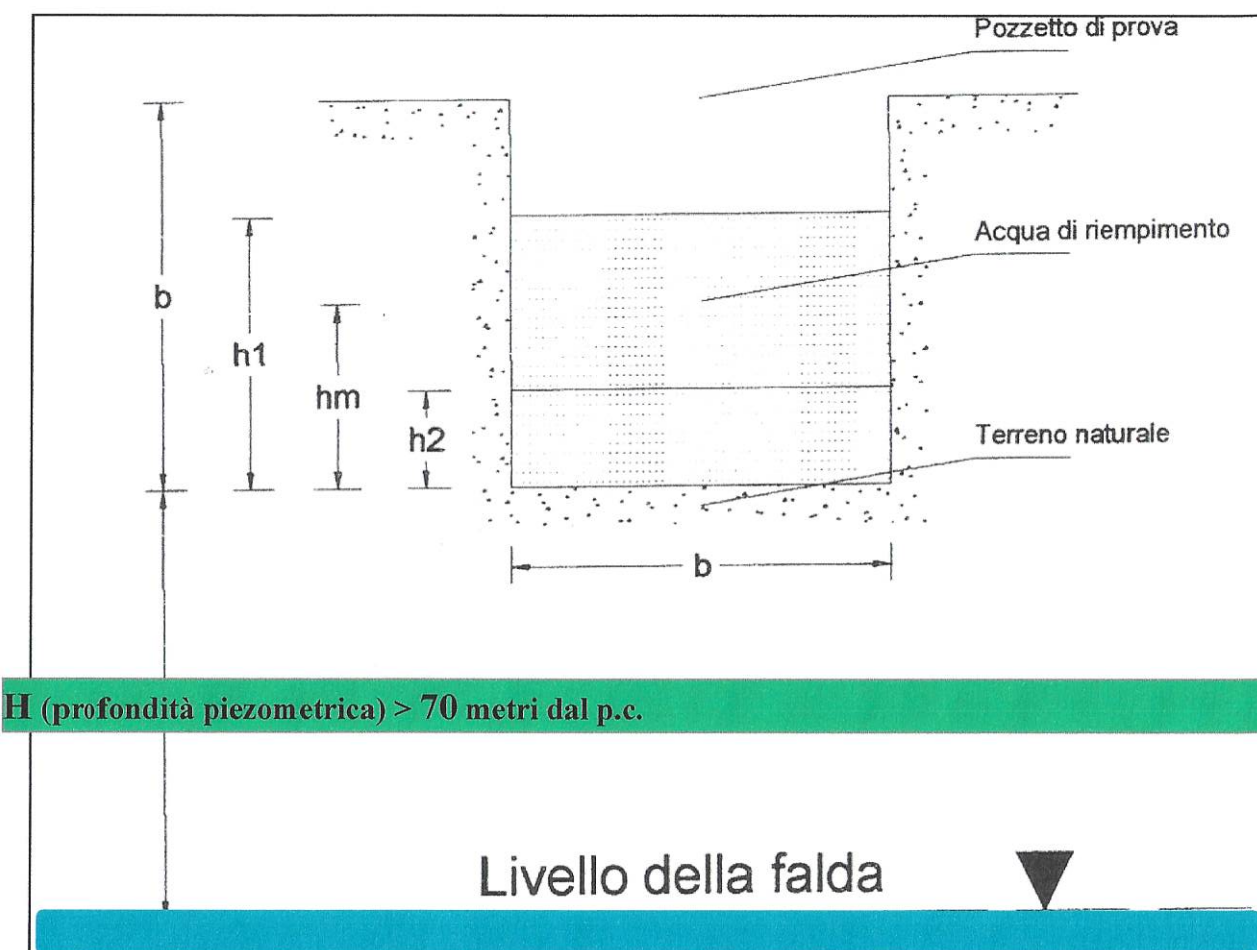 Pozzetto di prova
Acqua di riempimento
b
h1
hm
h2
Terreno naturale
b
H (profondità piezometrica) > 70 metri dal p.c.
Livello della falda